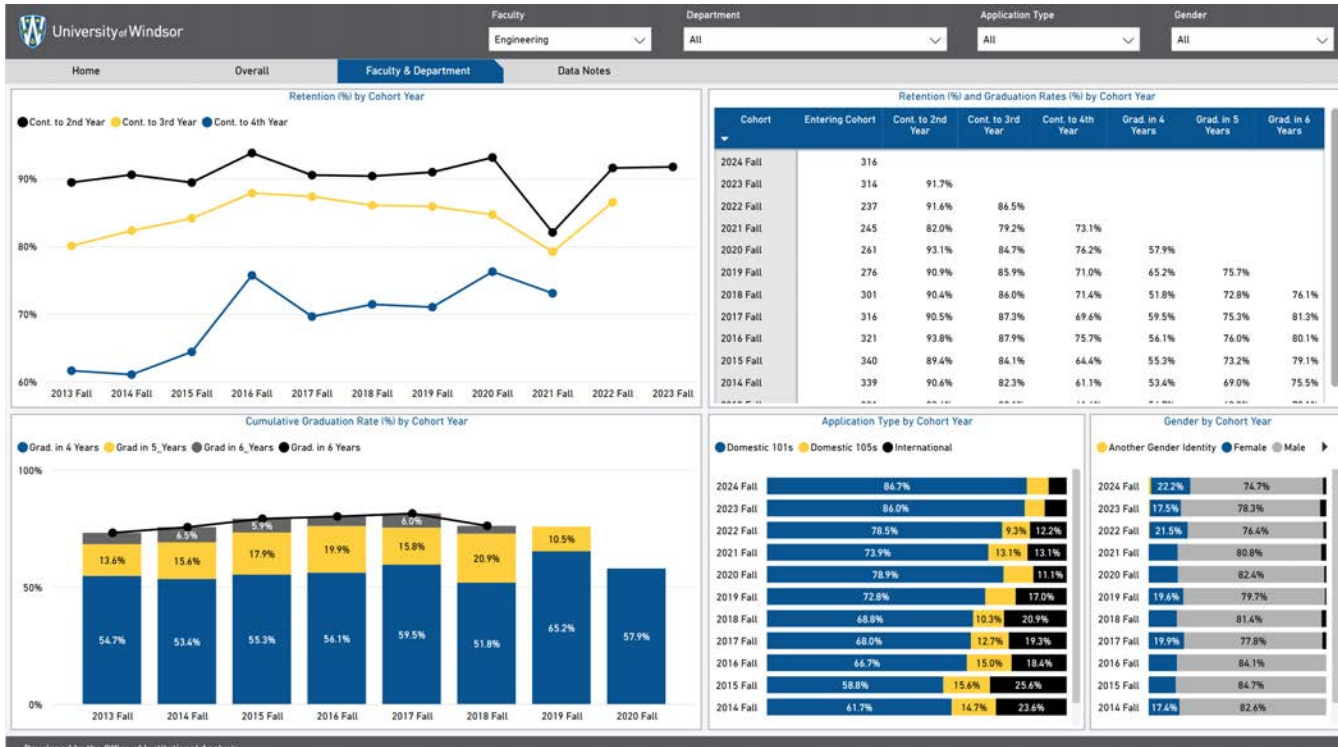 University of Windsor
Faculty
Engineering
Department
All
Application Type
All
Gender
All
Home
Overall
Faculty & Department
Data Notes
Retention (%) by Cohort Year
Cont. to 2nd Year Cont. to 3rd Year Cont. to 4th Year
90%
80%
70%
60%
2013 Fall 2014 Fall 2015 Fall 2016 Fall 2017 Fall 2018 Fall 2019 Fall 2020 Fall 2021 Fall 2022 Fall 2023 Fall
Retention (%) and Graduation Rates (%) by Cohort Year
Cohort Entering Cohort Cont. to 2nd Year Cont. to 3rd Year Cont. to 4th Year Grad. in 4 Years Grad. in 5 Years Grad. in 6 Years
2024 Fall 316
2023 Fall 314 91.7%
2022 Fall 237 91.6% 86.5%
2021 Fall 245 82.0% 79.2% 73.1%
2020 Fall 261 93.1% 84.7% 76.2% 57.9%
2019 Fall 276 90.9% 85.9% 71.0% 65.2% 75.7%
2018 Fall 301 90.4% 86.0% 71.4% 51.8% 72.8% 76.1%
2017 Fall 316 90.5% 87.3% 69.6% 59.5% 75.3% 81.3%
2016 Fall 321 93.8% 87.9% 75.7% 56.1% 76.0% 80.1%
2015 Fall 340 89.4% 84.1% 64.4% 55.3% 73.2% 79.1%
2014 Fall 339 90.6% 82.3% 61.1% 53.4% 69.0% 75.5%
Cumulative Graduation Rate (%) by Cohort Year
Grad. in 4 Years Grad in 5_Years Grad in 6_Years Grad. in 6 Years
100%
50%
0%
6.5% 5.9% 6.0%
13.6% 15.6% 17.9% 19.9% 15.8% 20.9% 10.5%
54.7% 53.4% 55.3% 56.1% 59.5% 51.8% 65.2% 57.9%
2013 Fall 2014 Fall 2015 Fall 2016 Fall 2017 Fall 2018 Fall 2019 Fall 2020 Fall
Application Type by Cohort Year
Domestic 101s Domestic 105s International
2024 Fall 86.7%
2023 Fall 86.0%
2022 Fall 78.5% 9.3% 12.2%
2021 Fall 73.9% 13.1% 13.1%
2020 Fall 78.9% 11.1%
2019 Fall 72.8% 17.0%
2018 Fall 68.8% 10.3% 20.9%
2017 Fall 68.0% 12.7% 19.3%
2016 Fall 66.7% 15.0% 18.4%
2015 Fall 58.8% 15.6% 25.6%
2014 Fall 61.7% 14.7% 23.6%
Gender by Cohort Year
Another Gender Identity Female Male
2024 Fall 22.2% 74.7%
2023 Fall 17.5% 78.3%
2022 Fall 21.5% 76.4%
2021 Fall 80.8%
2020 Fall 82.4%
2019 Fall 19.6% 79.7%
2018 Fall 81.4%
2017 Fall 19.9% 77.8%
2016 Fall 84.1%
2015 Fall 84.7%
2014 Fall 17.4% 82.6%